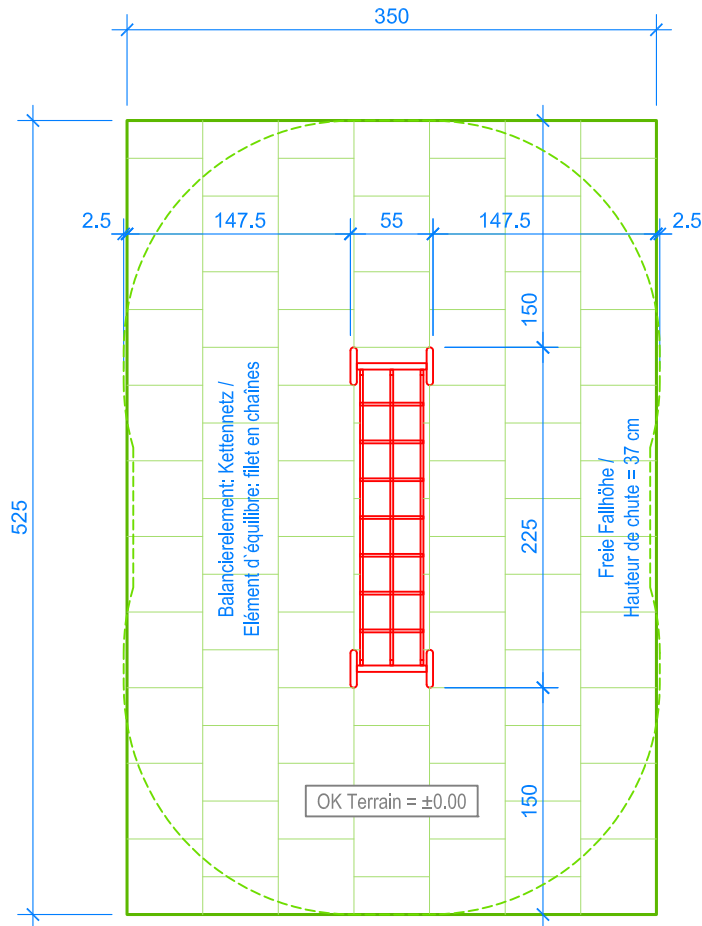 350
2.5
147.5
55
147.5
2.5
150
525
Balancierelement: Kettennetz /
Elément d`équilibre: filet en chaînes
225
Freie Fallhöhe /
Hauteur de chute = 37 cm
OK Terrain = ±0.00
150